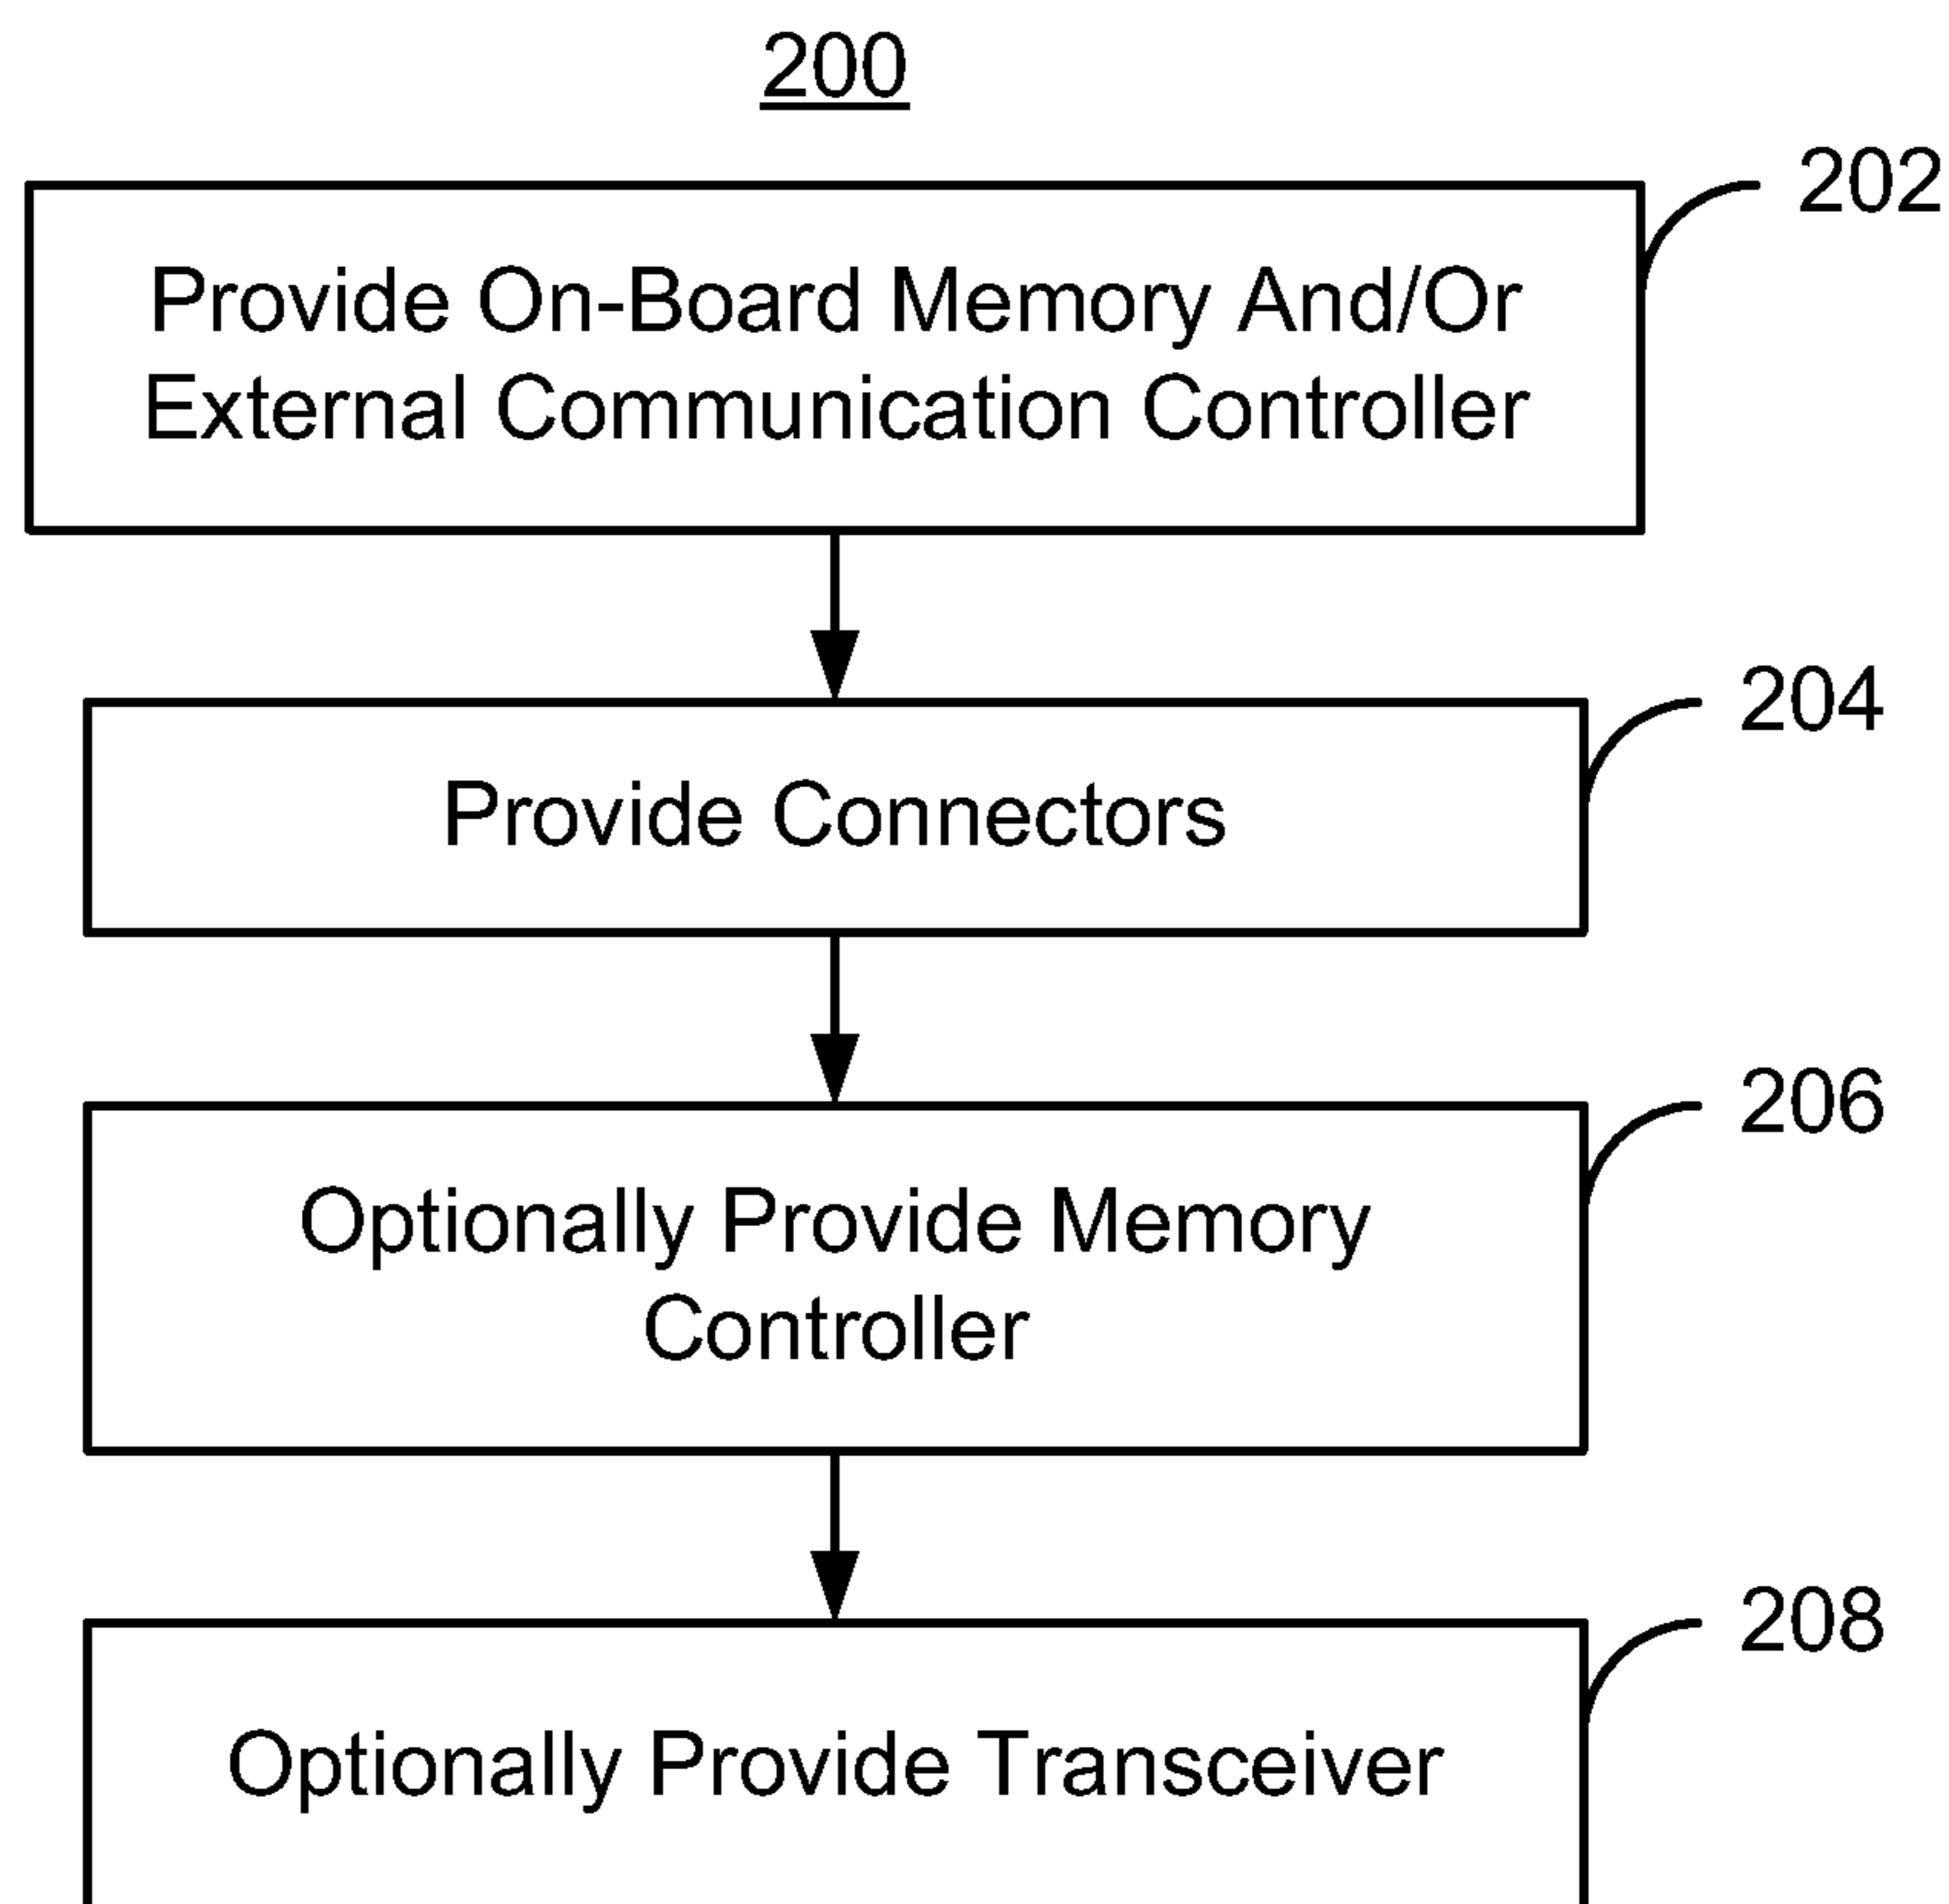 200
202
Provide On-Board Memory And/Or
External Communication Controller
204
Provide Connectors
206
Optionally Provide Memory
Controller
208
Optionally Provide Transceiver